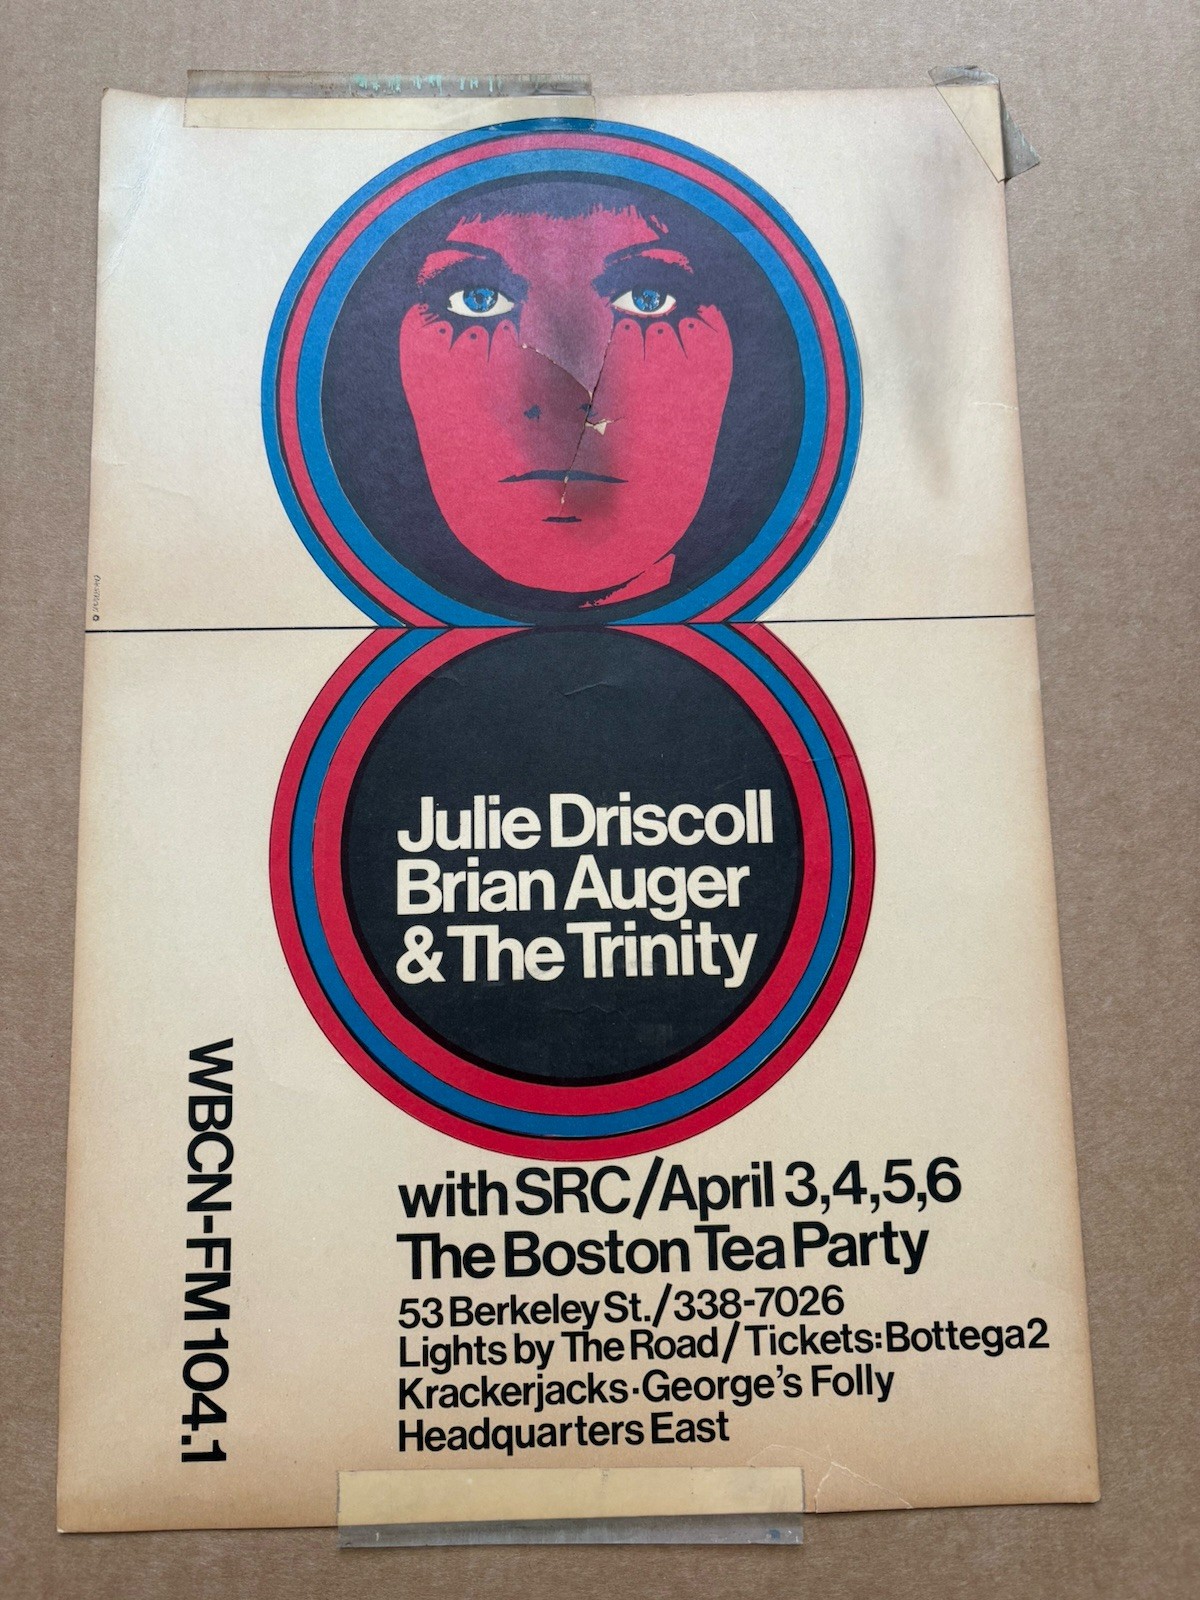 Julie Driscoll
Brian Auger
& The Trinity
WBCN-FM 104.1
with SRC/April 3,4,5,6
The Boston Tea Party
53 Berkeley St./338-7026
Lights by The Road/Tickets:Bottega2
Krackerjacks·George's Folly
Headquarters East